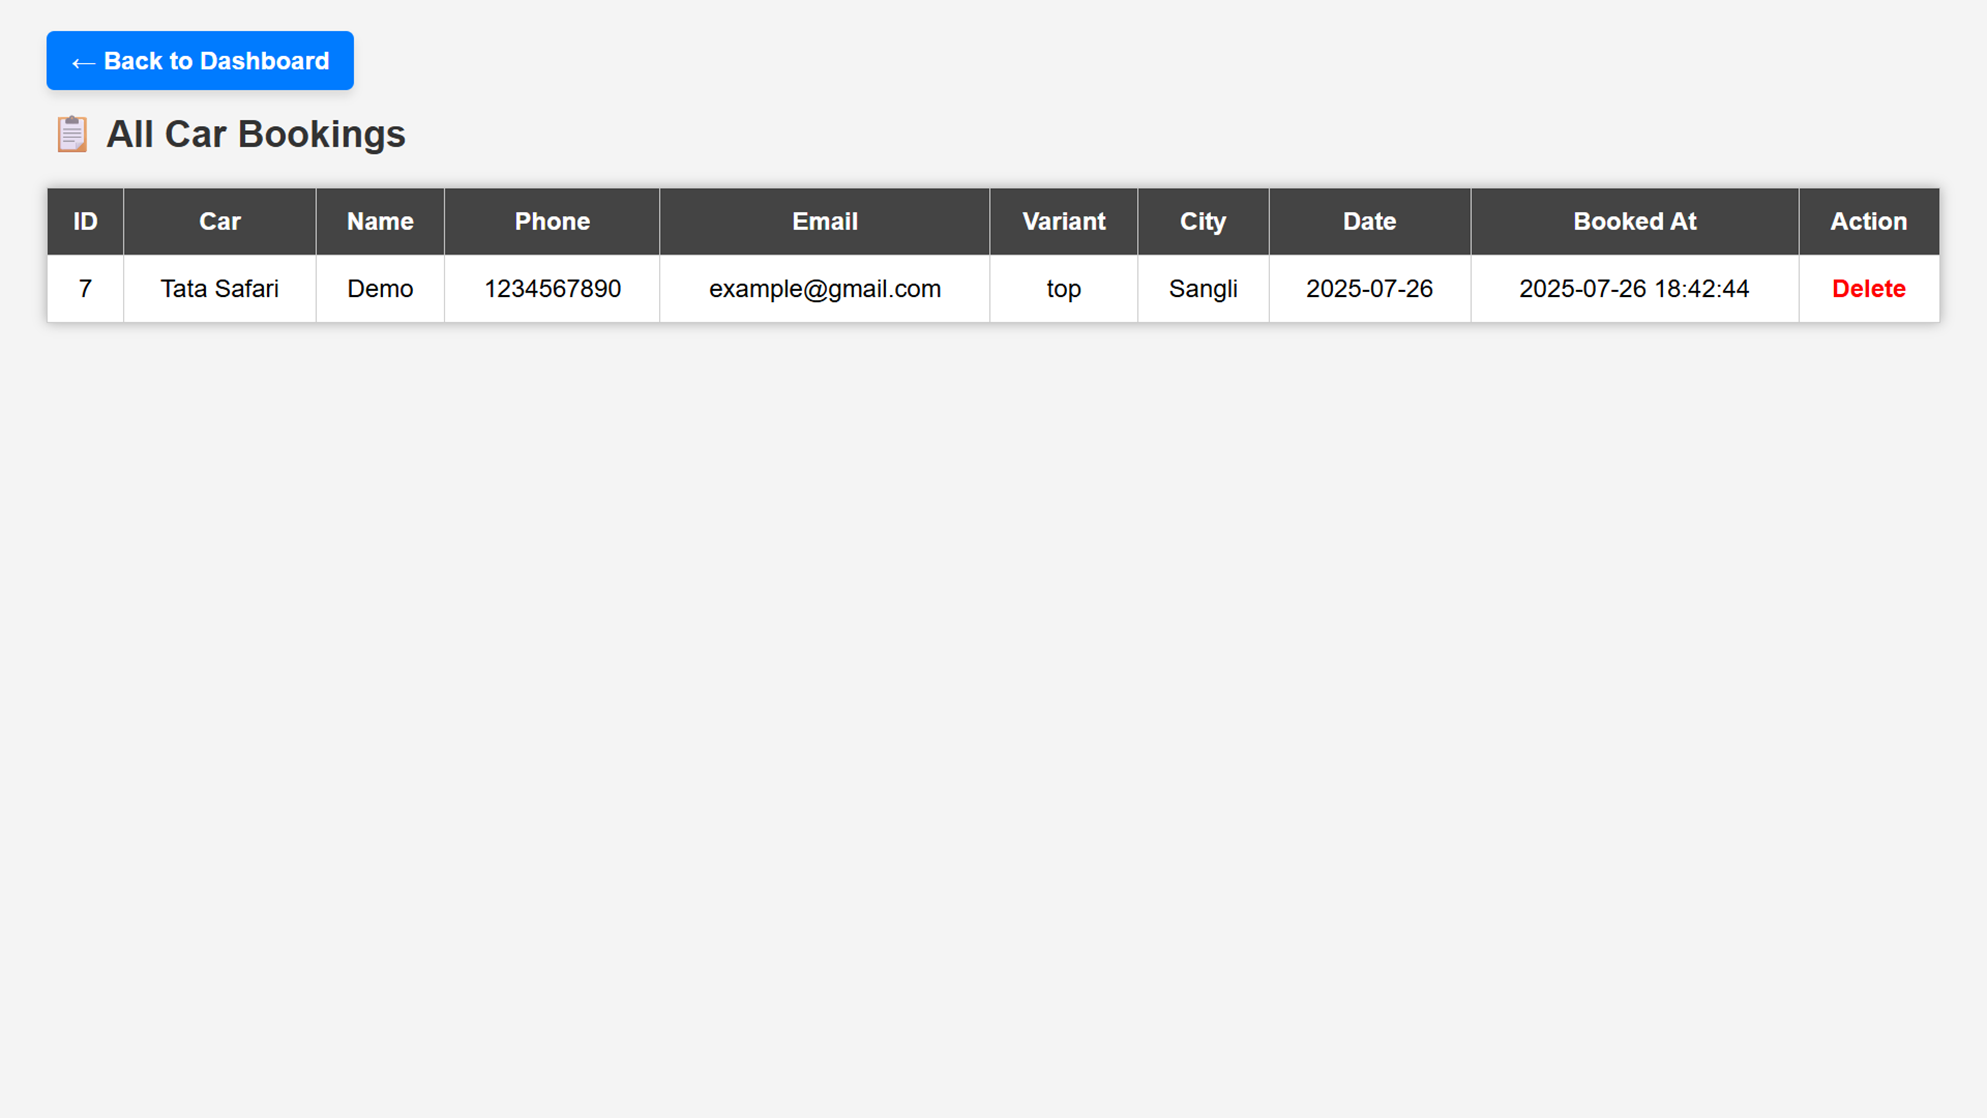 ← Back to Dashboard
📋 All Car Bookings
ID Car Name Phone Email Variant City Date Booked At Action
7 Tata Safari Demo 1234567890 example@gmail.com top Sangli 2025-07-26 2025-07-26 18:42:44 Delete